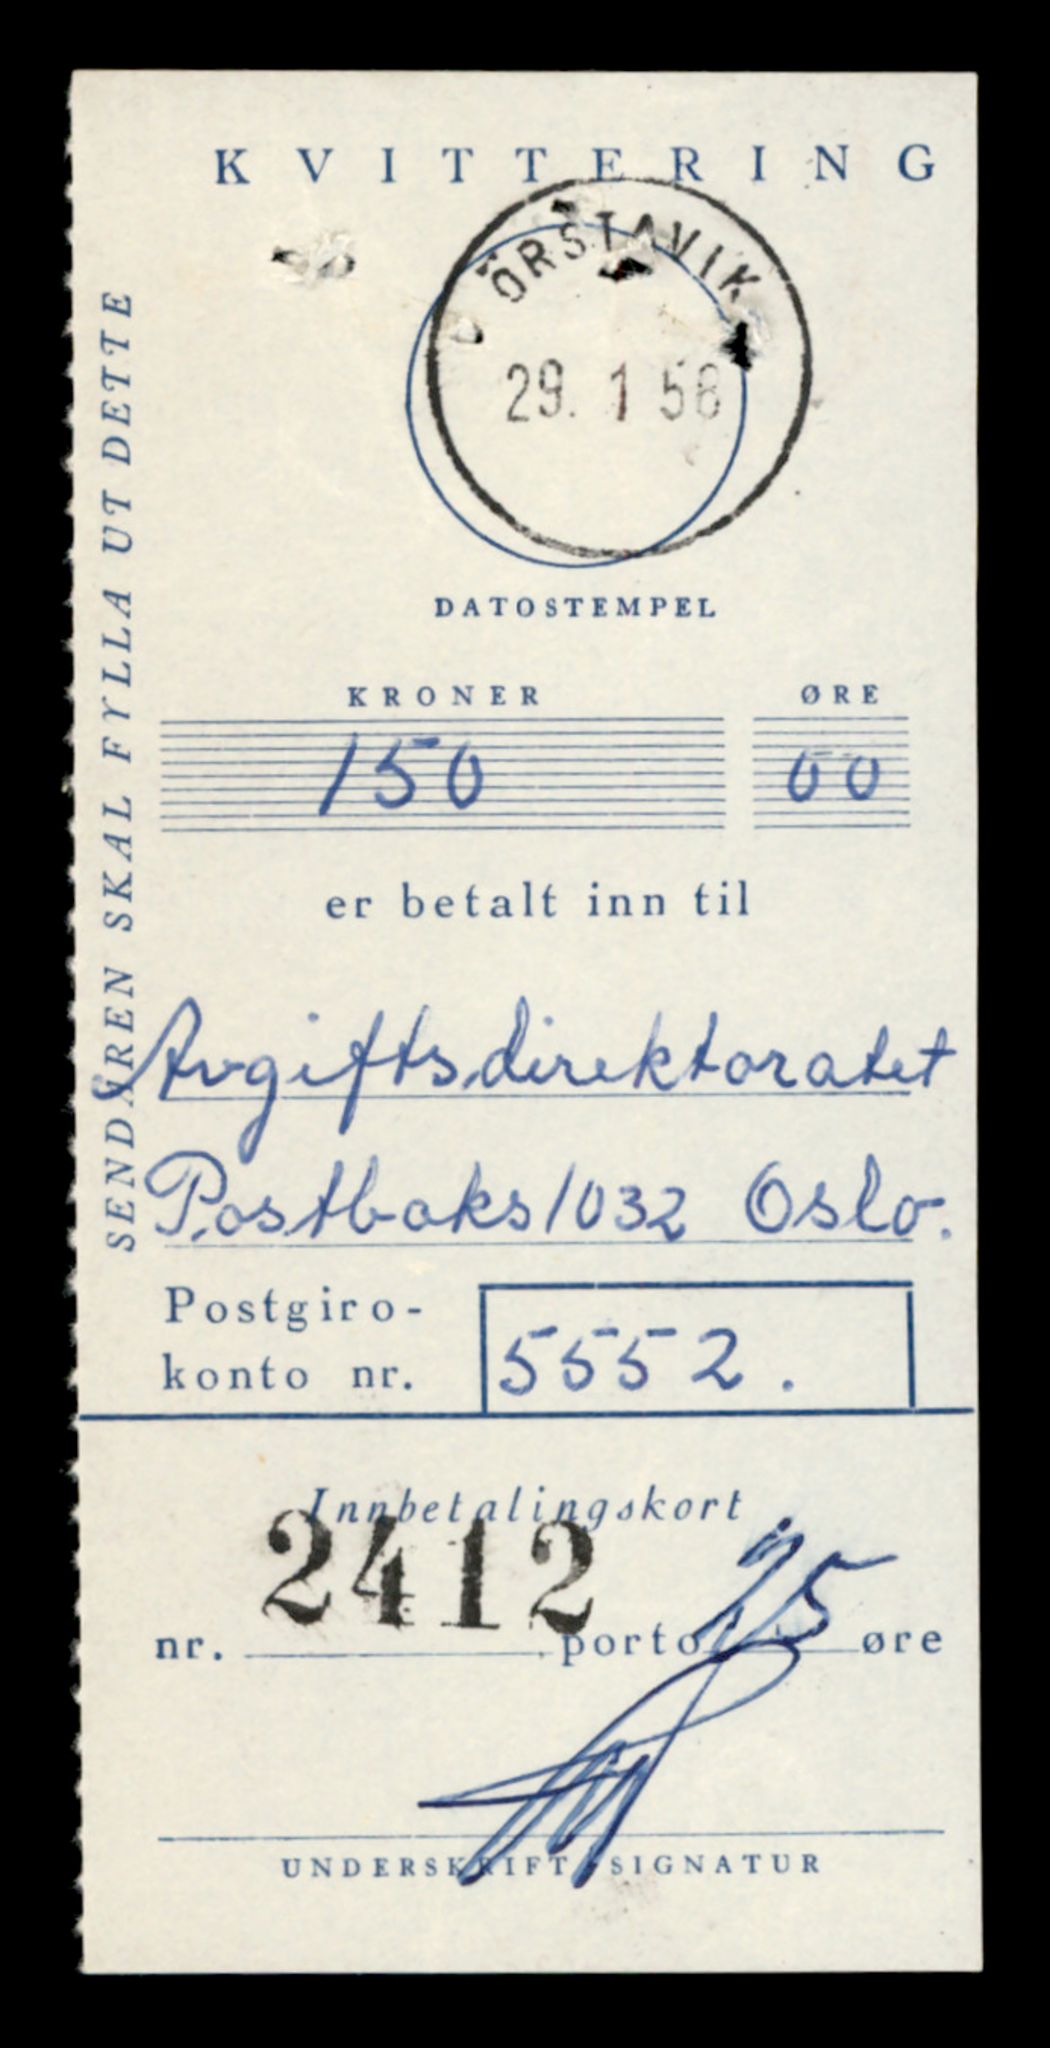 KVITTERING
ØRSTAVIK
29. 1 58
DATOSTEMPEL
SENDAREN SKAL FYLLA UT DETTE
KRONER ØRE
150 00
er betalt inn til
Avgiftsdirektoratet
Postboks 1032 Oslo.
Postgiro-
konto nr. 5552.
Innbetalingskort
nr. 2412 porto 25 øre
UNDERSKRIFT - SIGNATUR